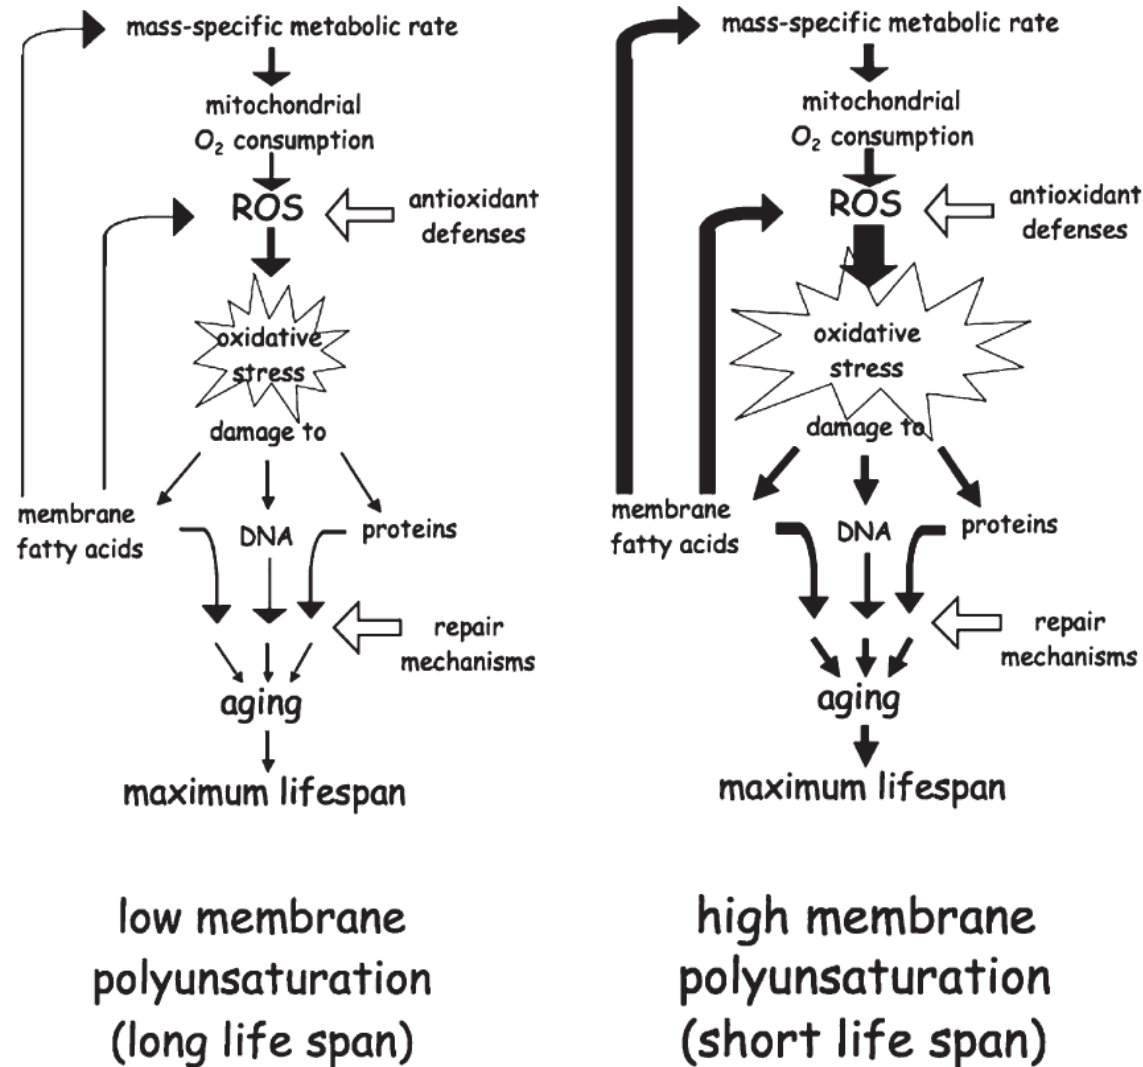 mass-specific metabolic rate
mitochondrial
O₂ consumption
ROS
antioxidant
defenses
oxidative
stress
damage to
membrane
fatty acids
DNA
proteins
repair
mechanisms
aging
maximum lifespan
low membrane
polyunsaturation
(long life span)
mass-specific metabolic rate
mitochondrial
O₂ consumption
ROS
antioxidant
defenses
oxidative
stress
damage to
membrane
fatty acids
DNA
proteins
repair
mechanisms
aging
maximum lifespan
high membrane
polyunsaturation
(short life span)